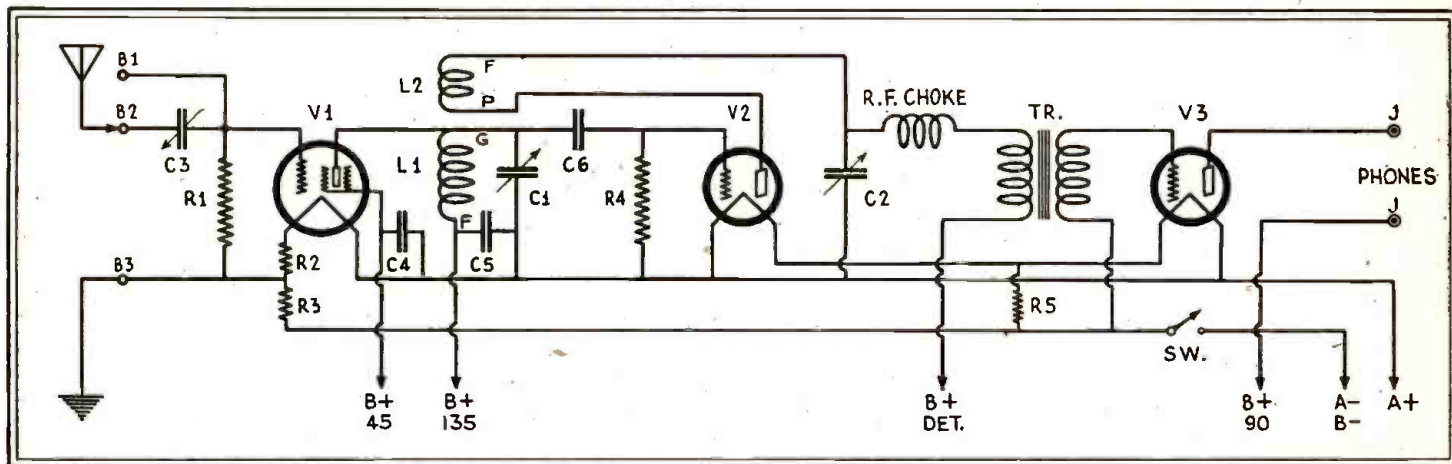 B1
B2
C3
R1
B3
V1
R2
R3
C4
L2
F
P
L1
G
F
C5
C1
C6
R4
V2
C2
R.F. CHOKE
TR.
V3
J
PHONES
J
R5
SW.
B+
45
B+
135
B+
DET.
B+
90
A-
B-
A+